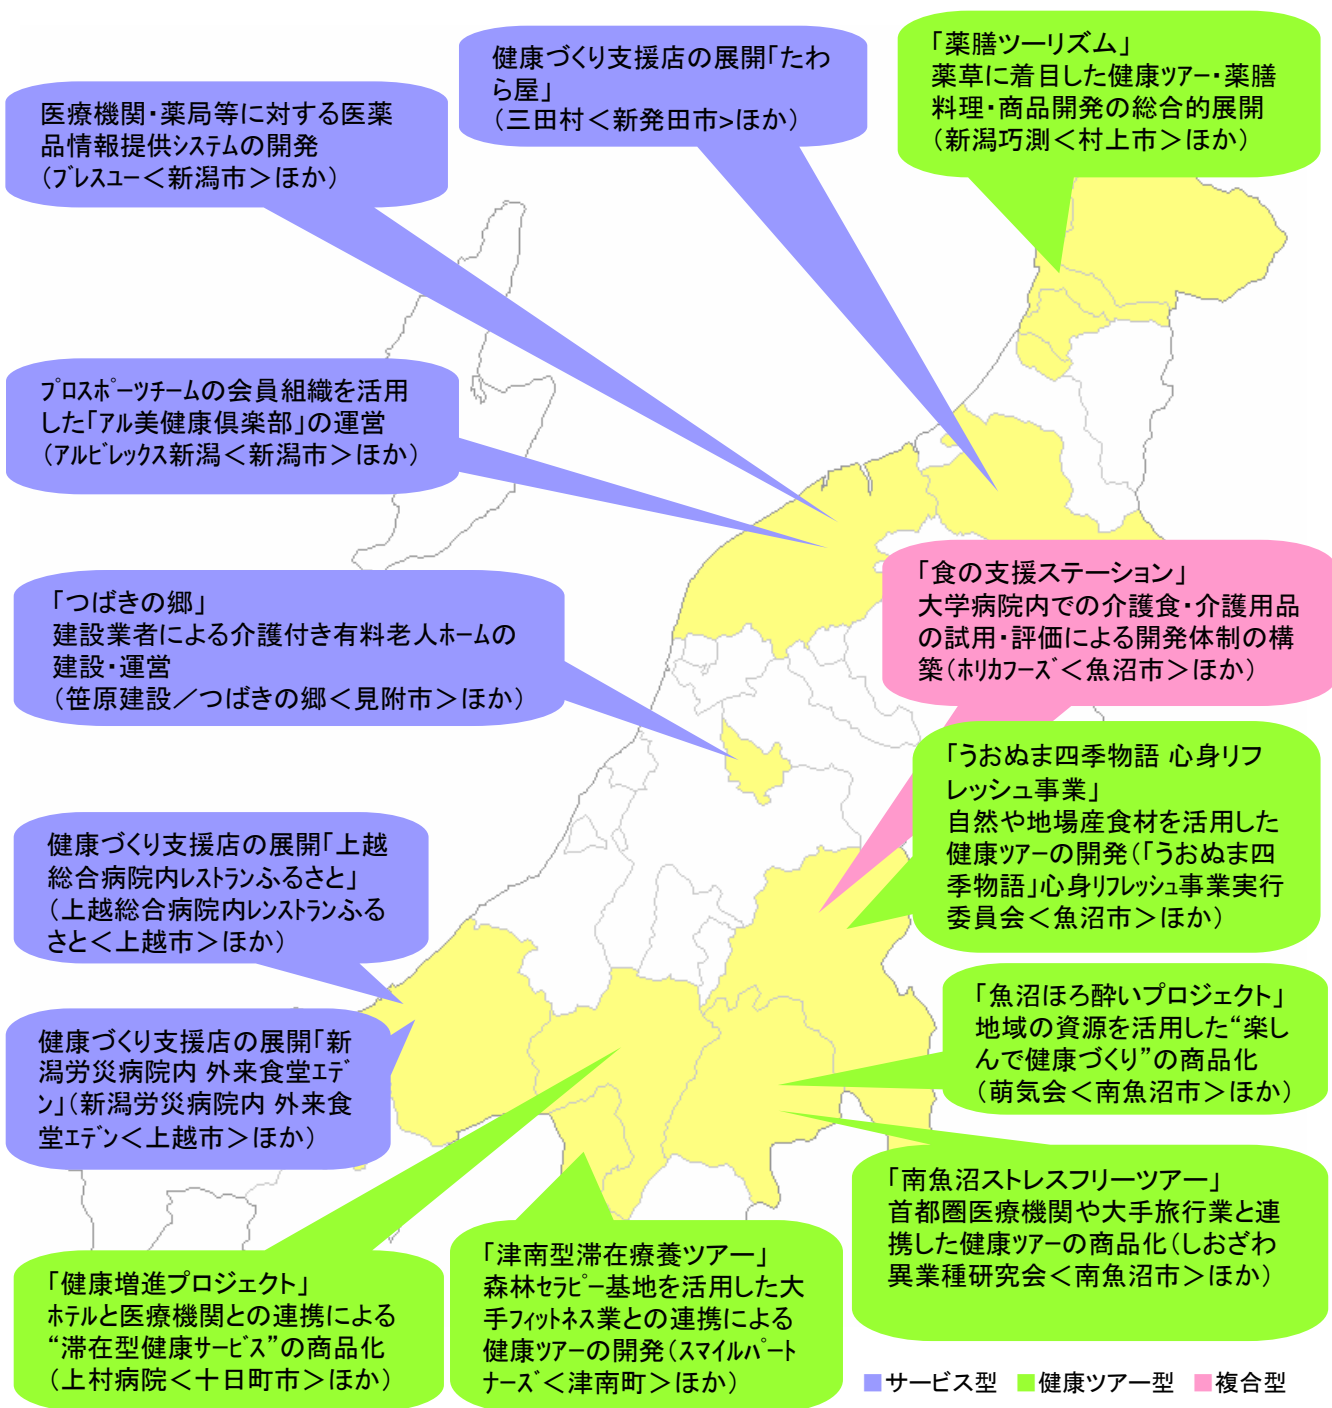 「薬膳ツーリズム」
薬草に着目した健康ツアー・薬膳
料理・商品開発の総合的展開
（新潟巧測＜村上市＞ほか）
健康づくり支援店の展開「たわ
ら屋」
（三田村＜新発田市>ほか）
医療機関・薬局等に対する医薬
品情報提供システムの開発
（ブレスユー＜新潟市＞ほか）
プロスポーツチームの会員組織を活用
した「アル美健康倶楽部」の運営
（アルビレックス新潟＜新潟市＞ほか）
「食の支援ステーション」
大学病院内での介護食・介護用品
の試用・評価による開発体制の構
築（ホリカフーズ＜魚沼市＞ほか）
「つばきの郷」
建設業者による介護付き有料老人ホームの
建設・運営
（笹原建設／つばきの郷＜見附市＞ほか）
「うおぬま四季物語 心身リフ
レッシュ事業」
自然や地場産食材を活用した
健康ツアーの開発（「うおぬま四
季物語」心身リフレッシュ事業実行
委員会＜魚沼市＞ほか）
健康づくり支援店の展開「上越
総合病院内レストランふるさと」
（上越総合病院内レンストランふる
さと＜上越市＞ほか）
「魚沼ほろ酔いプロジェクト」
地域の資源を活用した“楽し
んで健康づくり”の商品化
（萌気会＜南魚沼市＞ほか）
健康づくり支援店の展開「新
潟労災病院内 外来食堂エデ
ン」（新潟労災病院内 外来食
堂エデン＜上越市＞ほか）
「南魚沼ストレスフリーツアー」
首都圏医療機関や大手旅行業と連
携した健康ツアーの商品化（しおざわ
異業種研究会＜南魚沼市＞ほか）
「健康増進プロジェクト」
ホテルと医療機関との連携による
“滞在型健康サービス”の商品化
（上村病院＜十日町市＞ほか）
「津南型滞在療養ツアー」
森林セラピー基地を活用した大
手フィットネス業との連携による
健康ツアーの開発（スマイルパート
ナーズ＜津南町＞ほか）
■サービス型 ■健康ツアー型 ■複合型